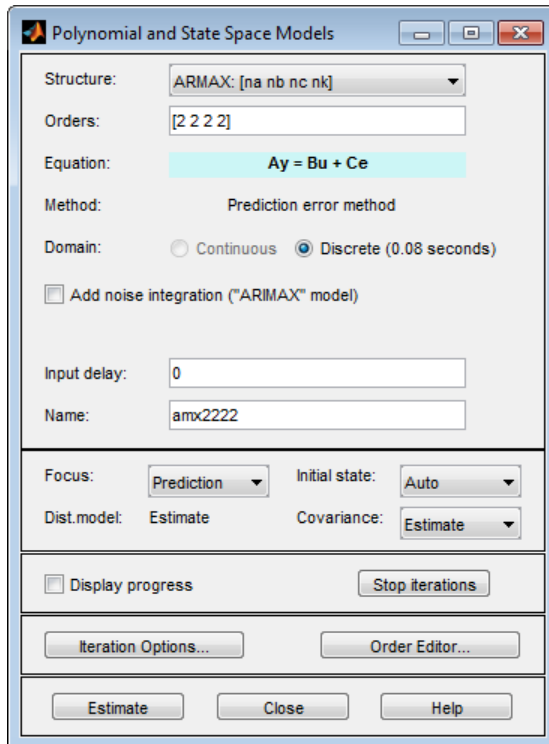 Polynomial and State Space Models
Structure: ARMAX: [na nb nc nk]
Orders: [2 2 2 2]
Equation: Ay = Bu + Ce
Method: Prediction error method
Domain: Continuous Discrete (0.08 seconds)
Add noise integration ("ARIMAX" model)
Input delay: 0
Name: amx2222
Focus: Prediction Initial state: Auto
Dist.model: Estimate Covariance: Estimate
Display progress Stop iterations
Iteration Options... Order Editor...
Estimate Close Help